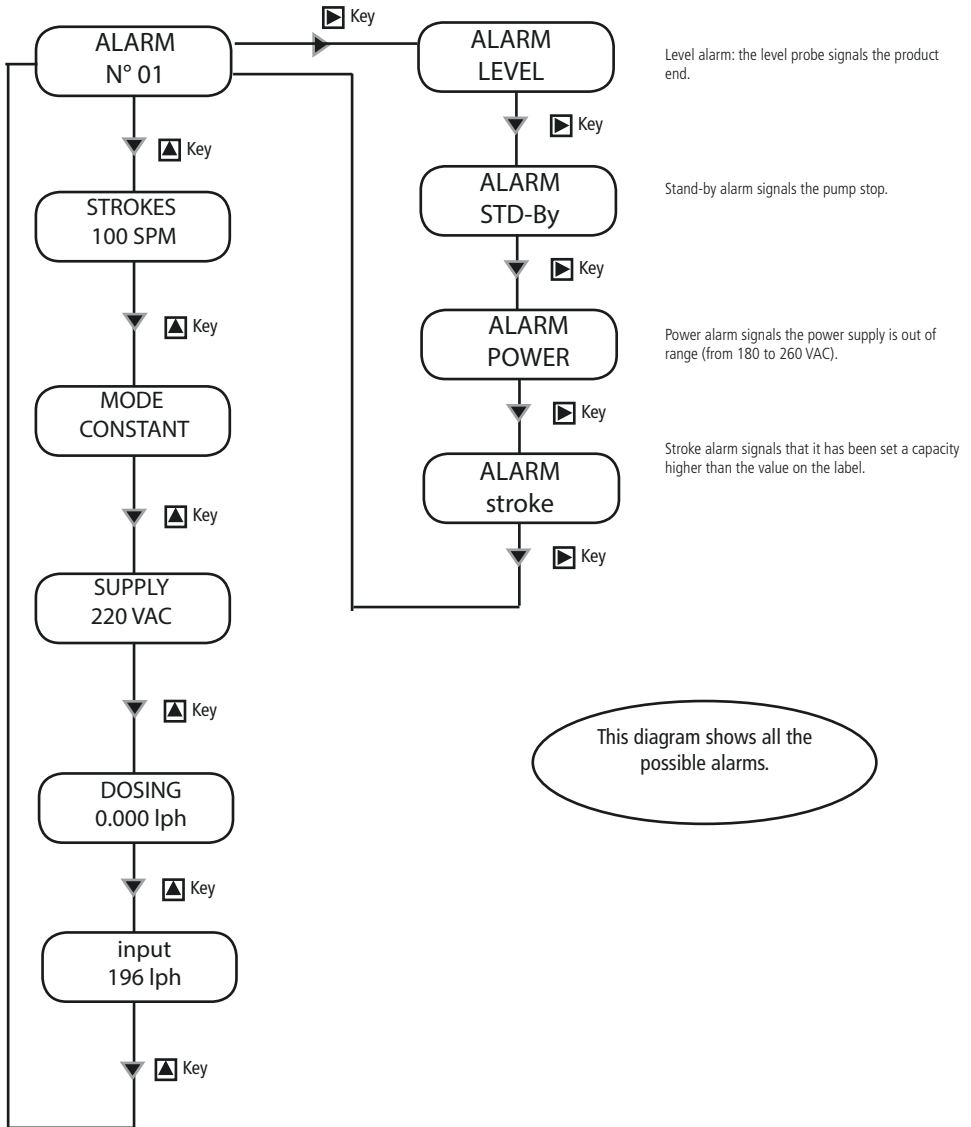 ALARM
N° 01
Key
STROKES
100 SPM
Key
MODE
CONSTANT
Key
SUPPLY
220 VAC
Key
DOSING
0.000 lph
Key
input
196 lph
Key
Key
ALARM
LEVEL
Level alarm: the level probe signals the product
end.
Key
ALARM
STD-By
Stand-by alarm signals the pump stop.
Key
ALARM
POWER
Power alarm signals the power supply is out of
range (from 180 to 260 VAC).
Key
ALARM
stroke
Stroke alarm signals that it has been set a capacity
higher than the value on the label.
Key
This diagram shows all the
possible alarms.